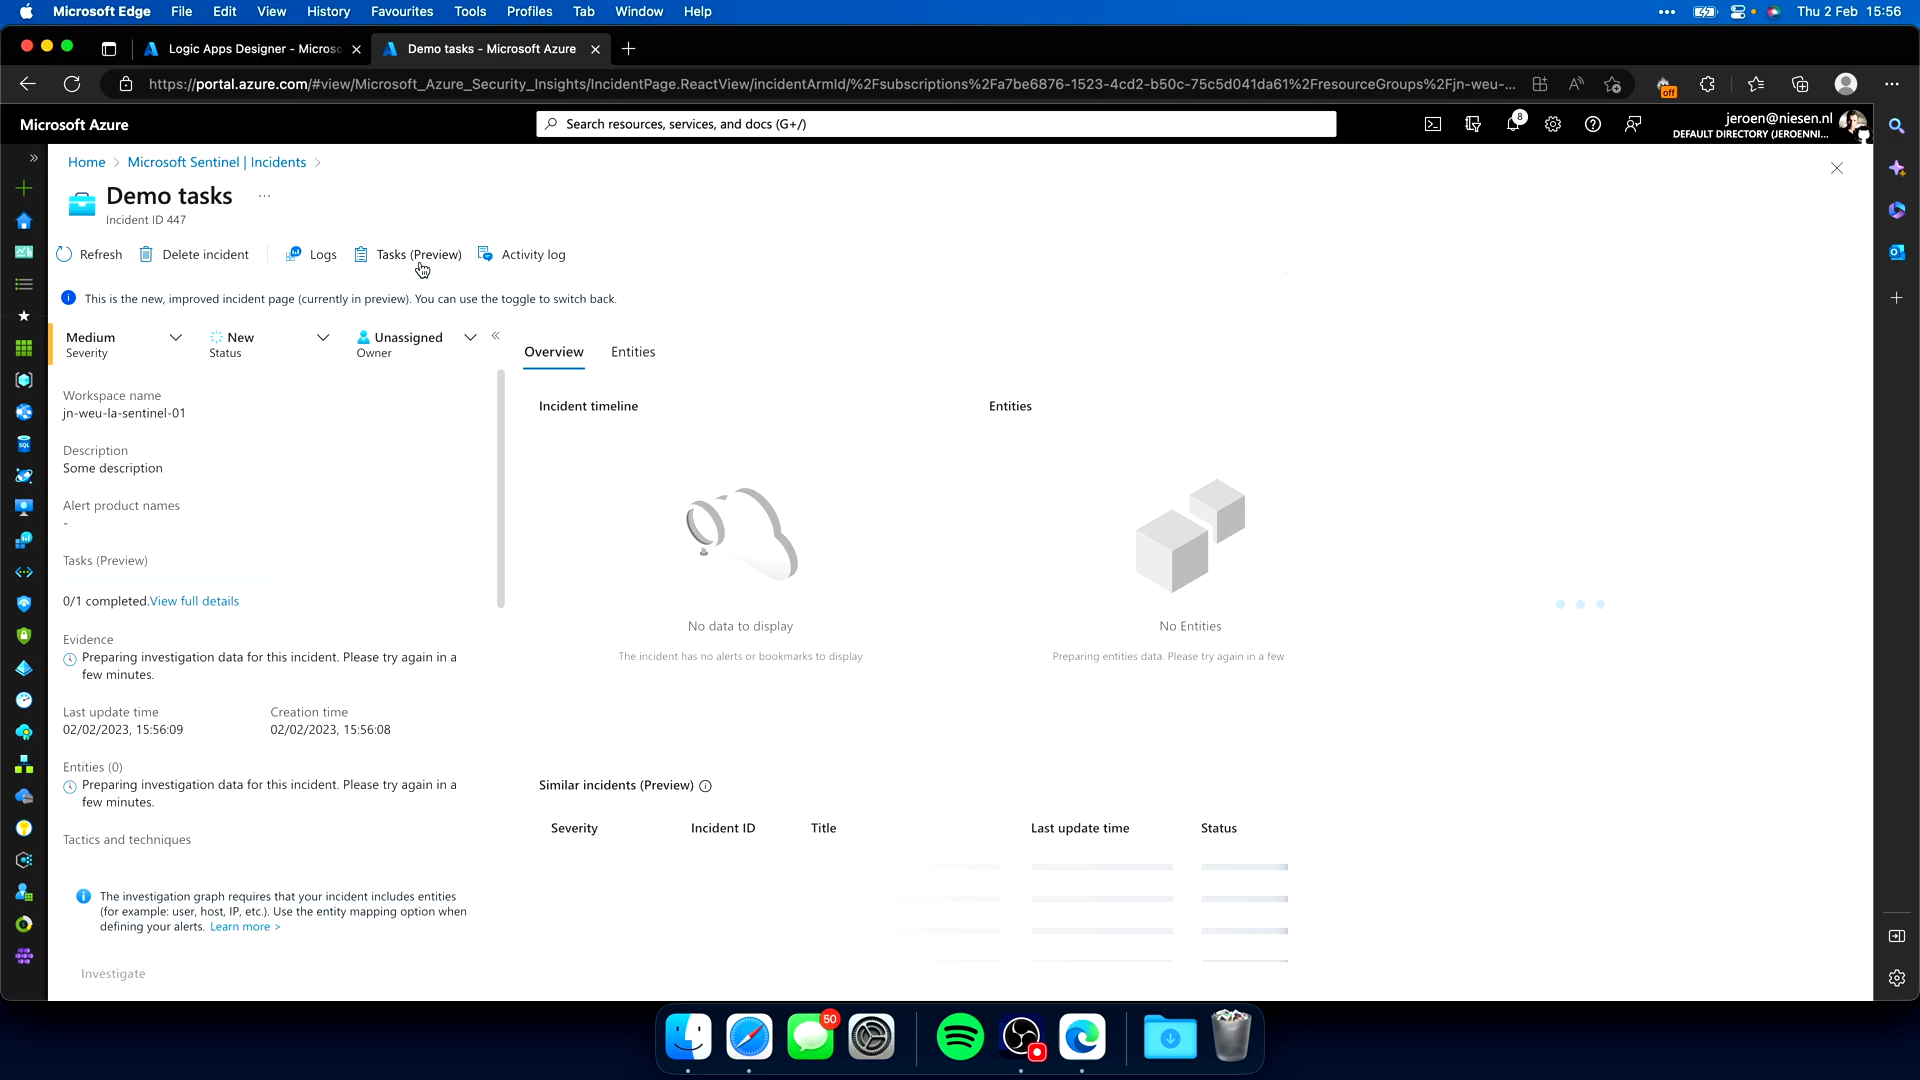 Microsoft Edge File Edit View History Favourites Tools Profiles Tab Window Help
Thu 2 Feb 15:56
Logic Apps Designer - Microso
Demo tasks - Microsoft Azure
https://portal.azure.com/#view/Microsoft_Azure_Security_Insights/IncidentPage.ReactView/incidentArmId/%2Fsubscriptions%2Fa7be6876-1523-4cd2-b50c-75c5d041da61%2FresourceGroups%2Fjn-weu-...
off
Microsoft Azure
Search resources, services, and docs (G+/)
8
jeroen@niesen.nl
DEFAULT DIRECTORY (JEROENNI...
Home > Microsoft Sentinel | Incidents >
Demo tasks ...
Incident ID 447
Refresh Delete incident Logs Tasks (Preview) Activity log
This is the new, improved incident page (currently in preview). You can use the toggle to switch back.
Medium
Severity
New
Status
Unassigned
Owner
Overview Entities
Workspace name
jn-weu-la-sentinel-01
Description
Some description
Alert product names
-
Tasks (Preview)
0/1 completed.View full details
Evidence
Preparing investigation data for this incident. Please try again in a
few minutes.
Last update time
02/02/2023, 15:56:09
Creation time
02/02/2023, 15:56:08
Entities (0)
Preparing investigation data for this incident. Please try again in a
few minutes.
Tactics and techniques
The investigation graph requires that your incident includes entities
(for example: user, host, IP, etc.). Use the entity mapping option when
defining your alerts. Learn more >
Investigate
Incident timeline
No data to display
The incident has no alerts or bookmarks to display
Entities
No Entities
Preparing entities data. Please try again in a few
Similar incidents (Preview)
Severity Incident ID Title Last update time Status
50